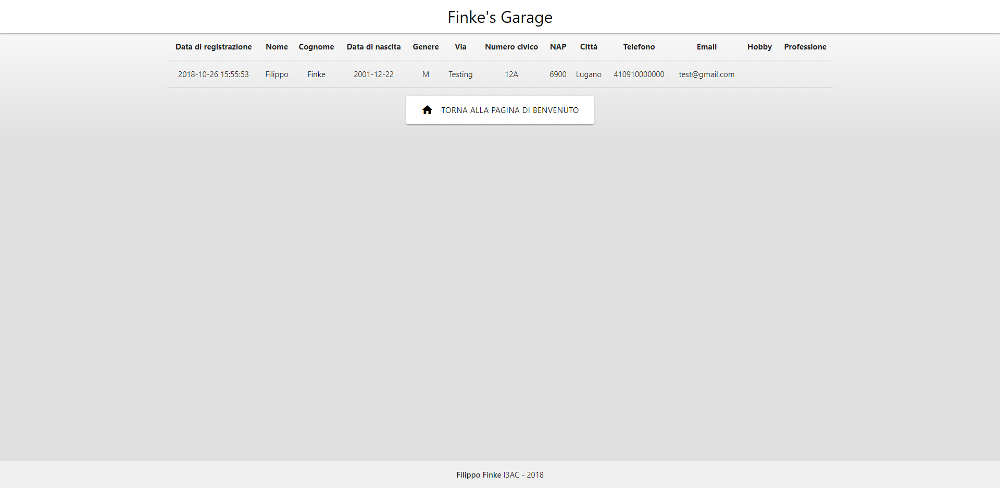 Finke's Garage
Data di registrazione Nome Cognome Data di nascita Genere Via Numero civico NAP Città Telefono Email Hobby Professione
2018-10-26 15:55:53 Filippo Finke 2001-12-22 M Testing 12A 6900 Lugano 410910000000 test@gmail.com
TORNA ALLA PAGINA DI BENVENUTO
Filippo Finke I3AC - 2018